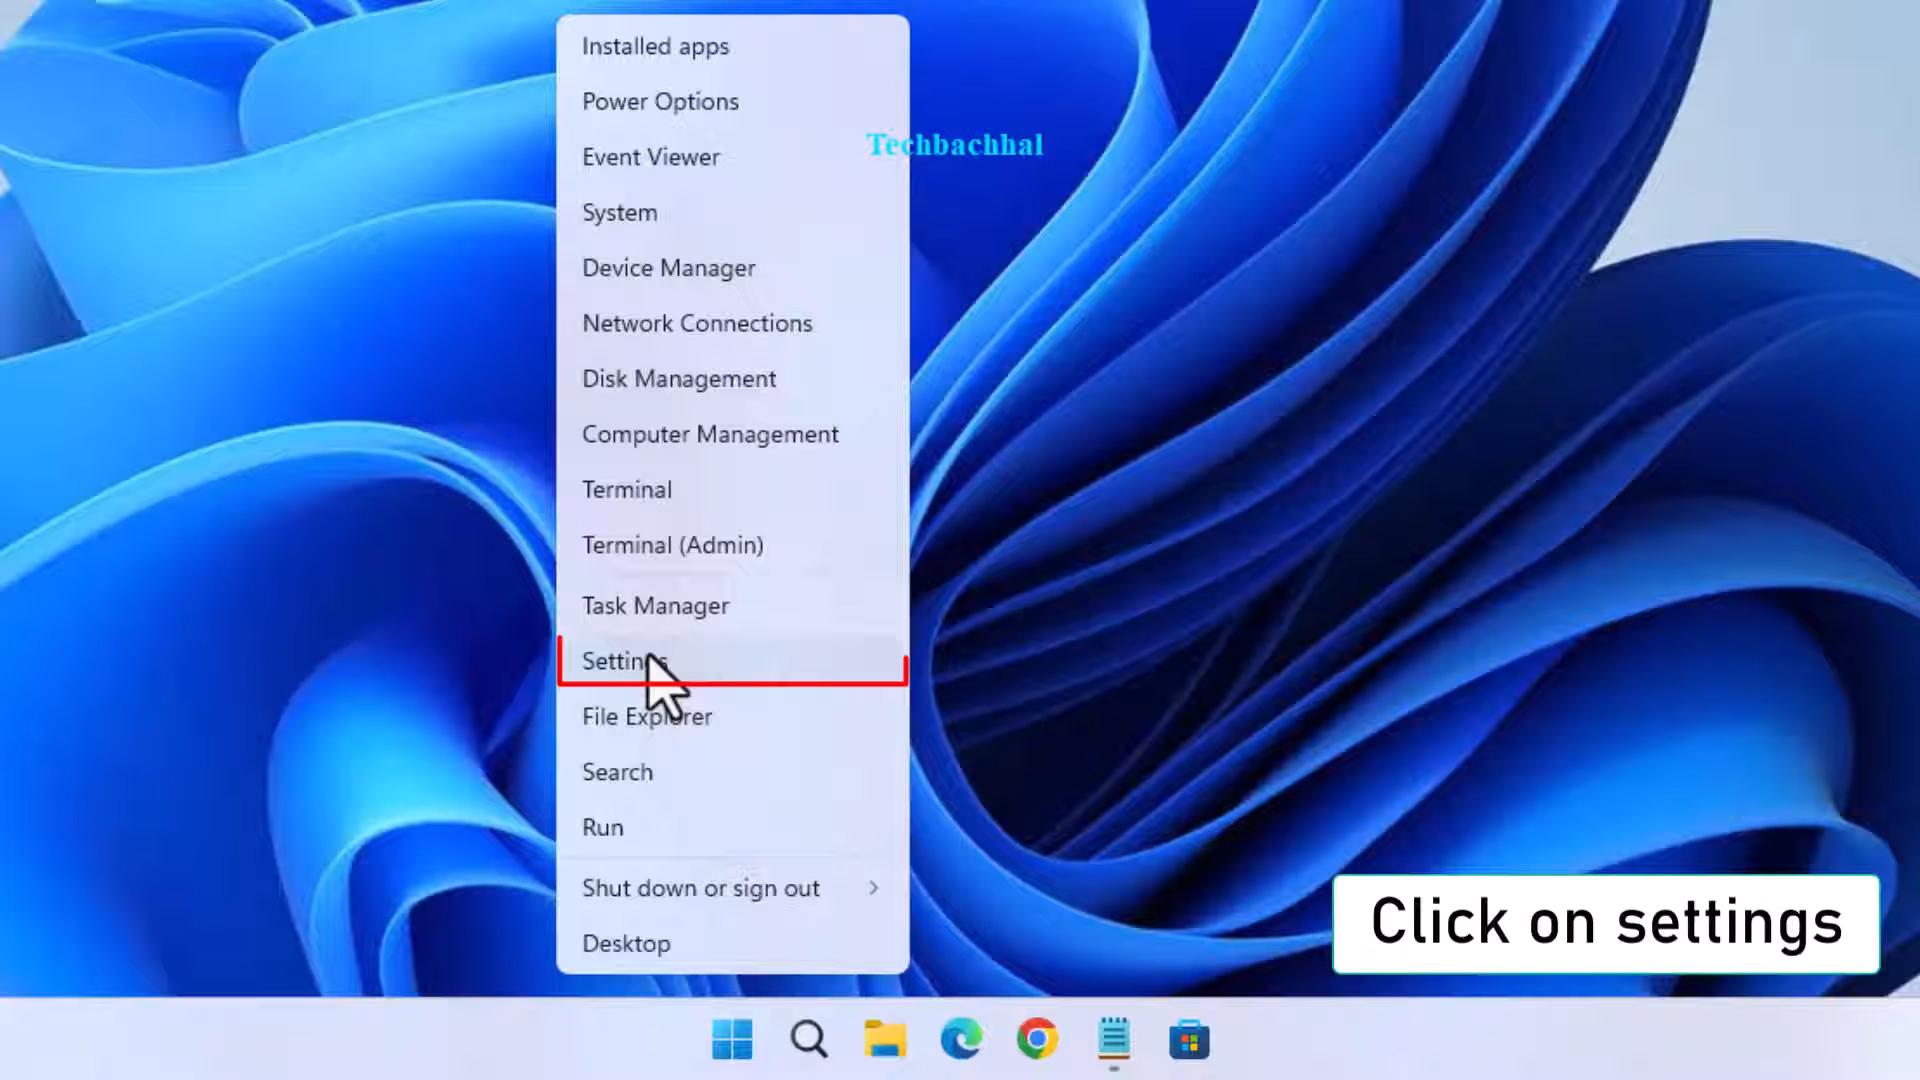 Installed apps
Power Options
Techbachhal
Event Viewer
System
Device Manager
Network Connections
Disk Management
Computer Management
Terminal
Terminal (Admin)
Task Manager
Settings
File Explorer
Search
Run
Shut down or sign out
Desktop
Click on settings